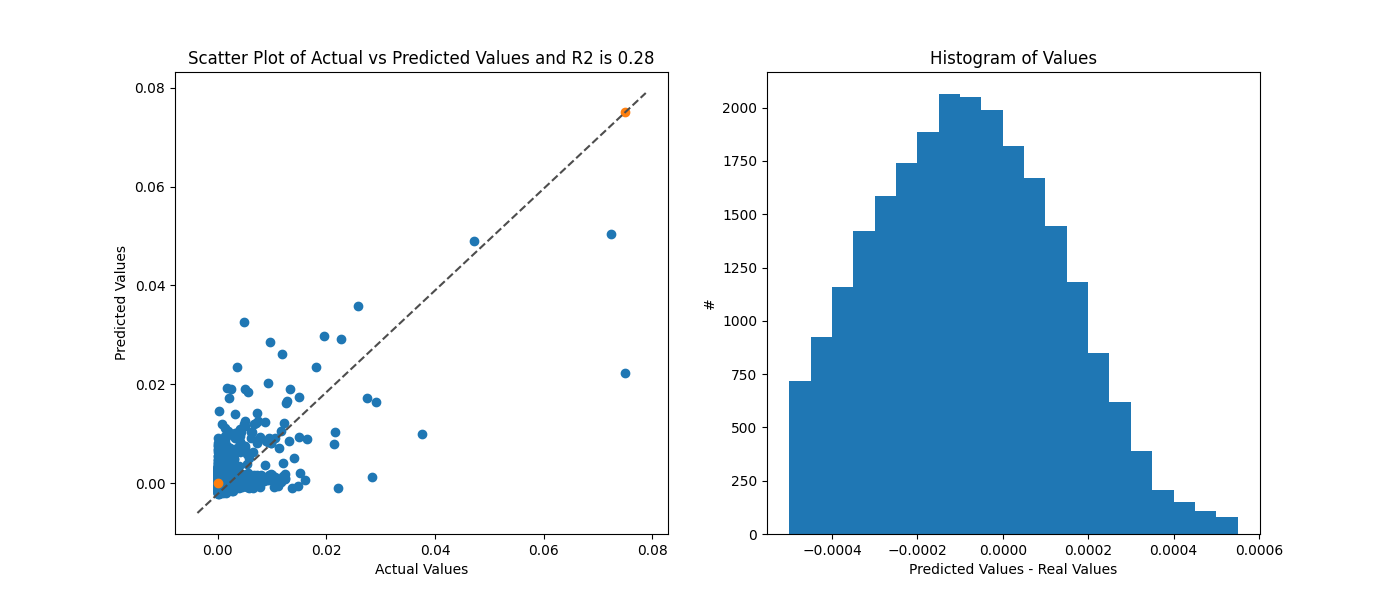 Scatter Plot of Actual vs Predicted Values and R2 is 0.28
0.08
0.06
0.04
0.02
0.00
Predicted Values
0.00 0.02 0.04 0.06 0.08
Actual Values
Histogram of Values
2000
1750
1500
1250
1000
750
500
250
0
#
−0.0004 −0.0002 0.0000 0.0002 0.0004 0.0006
Predicted Values - Real Values